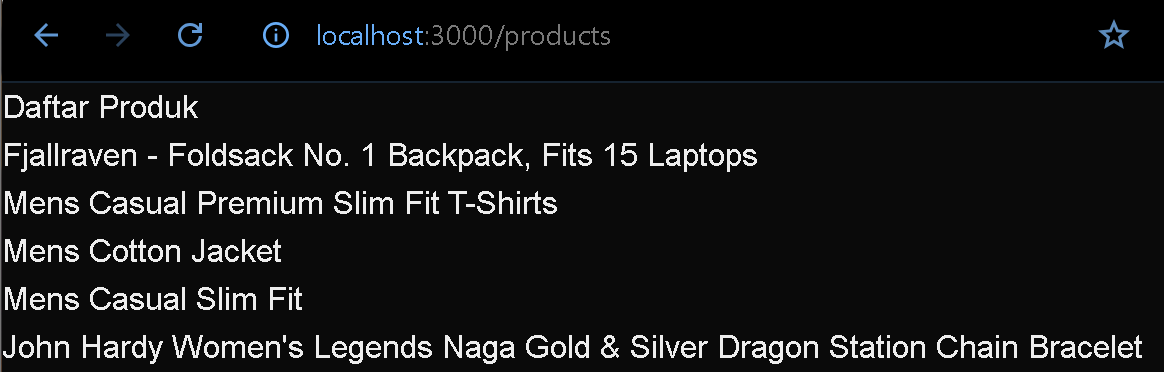 localhost:3000/products
Daftar Produk
Fjallraven - Foldsack No. 1 Backpack, Fits 15 Laptops
Mens Casual Premium Slim Fit T-Shirts
Mens Cotton Jacket
Mens Casual Slim Fit
John Hardy Women's Legends Naga Gold & Silver Dragon Station Chain Bracelet